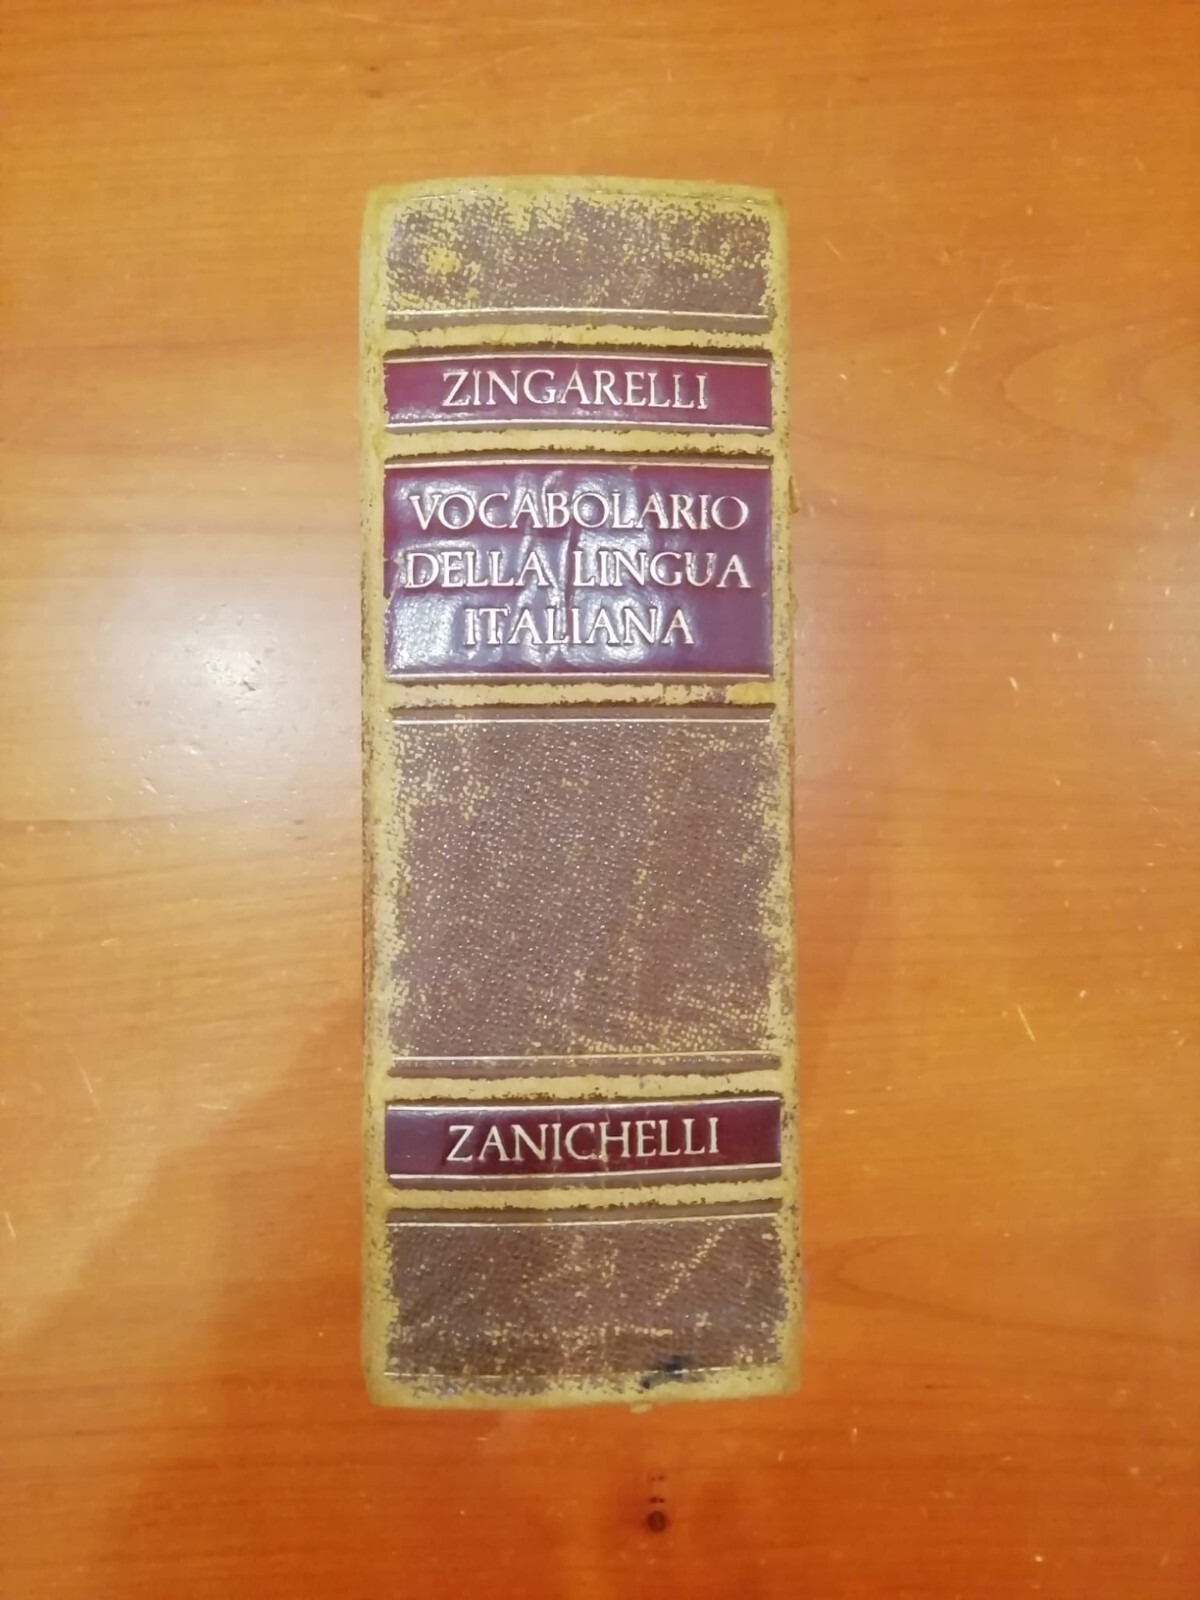 ZINGARELLI
VOCABOLARIO
DELLA LINGUA
ITALIANA
ZANICHELLI